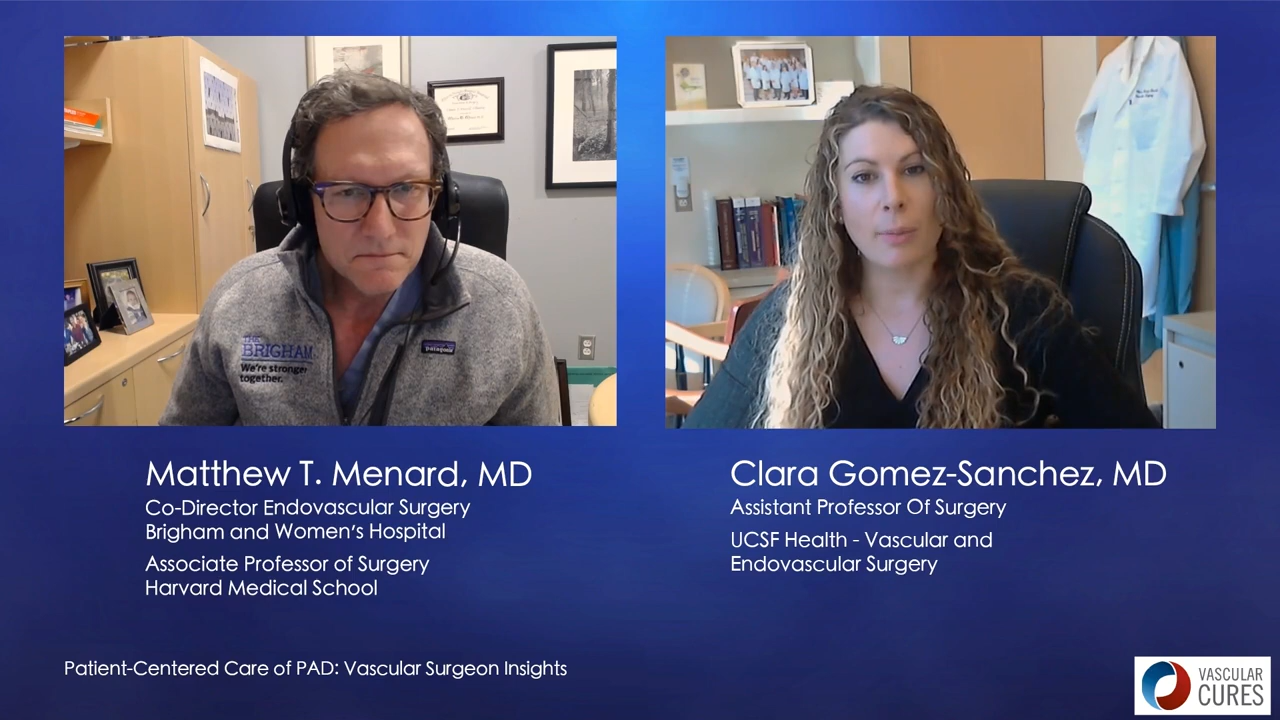 THE
BRIGHAM
We're stronger
together.
patagonia
Matthew T. Menard, MD
Co-Director Endovascular Surgery
Brigham and Women's Hospital
Associate Professor of Surgery
Harvard Medical School
Clara Gomez-Sanchez, MD
Assistant Professor Of Surgery
UCSF Health - Vascular and
Endovascular Surgery
Patient-Centered Care of PAD: Vascular Surgeon Insights
VASCULAR
CURES